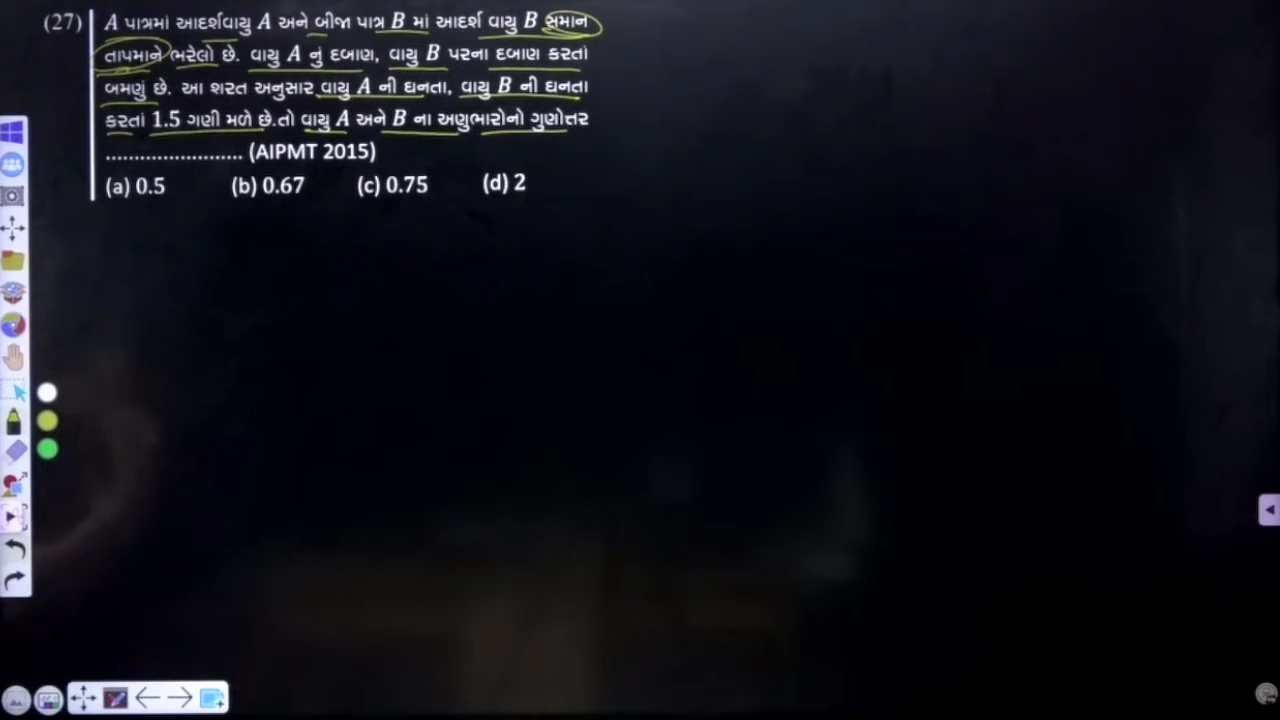 (27) A પાત્રમાં આદર્શવાયુ A અને બીજા પાત્ર B માં આદર્શ વાયુ B સમાન
તાપમાને ભરેલો છે. વાયુ A નું દબાણ, વાયુ B પરના દબાણ કરતાં
બમણું છે. આ શરત અનુસાર વાયુ A ની ઘનતા, વાયુ B ની ઘનતા
કરતાં 1.5 ગણી મળે છે.તો વાયુ A અને B ના અણુભારોનો ગુણોત્તર
........................ (AIPMT 2015)
(a) 0.5 (b) 0.67 (c) 0.75 (d) 2